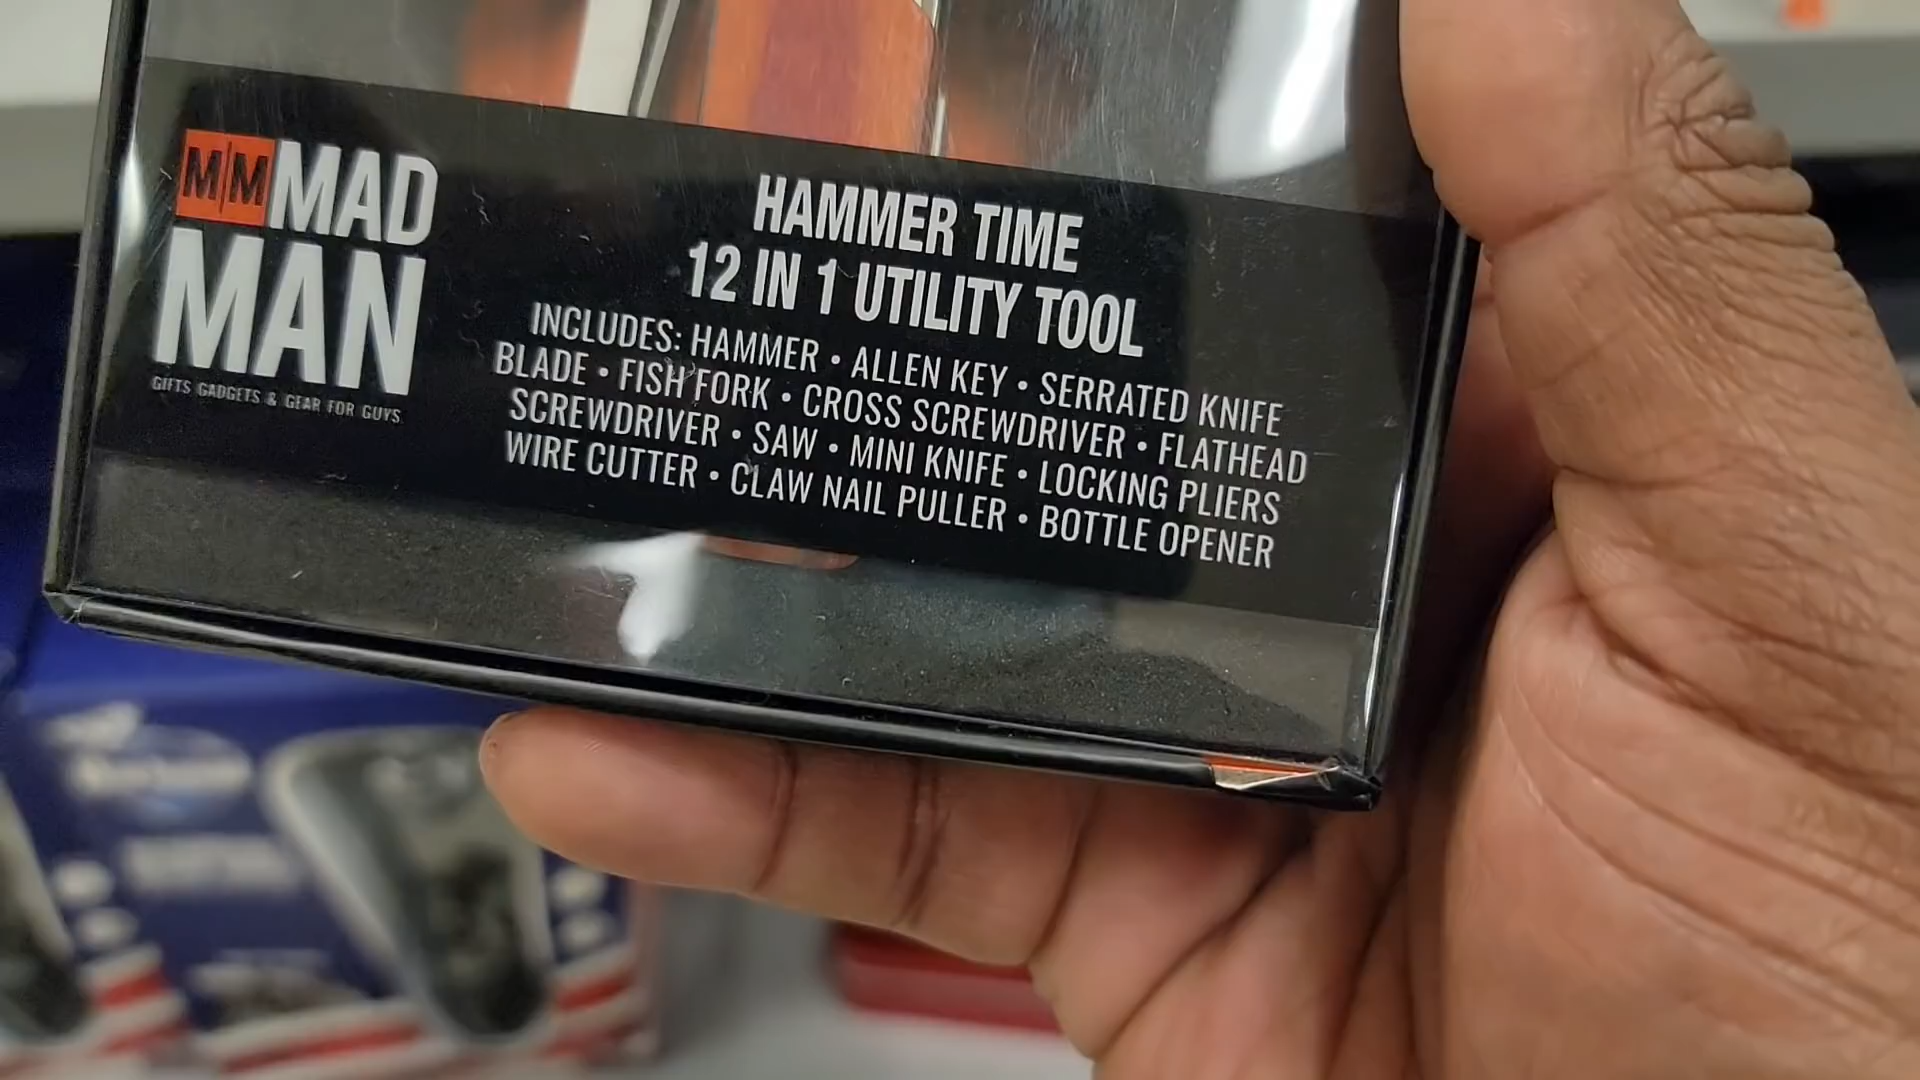 M|M MAD
MAN
GIFTS GADGETS & GEAR FOR GUYS
HAMMER TIME
12 IN 1 UTILITY TOOL
INCLUDES: HAMMER • ALLEN KEY • SERRATED KNIFE
BLADE • FISH FORK • CROSS SCREWDRIVER • FLATHEAD
SCREWDRIVER • SAW • MINI KNIFE • LOCKING PLIERS
WIRE CUTTER • CLAW NAIL PULLER • BOTTLE OPENER